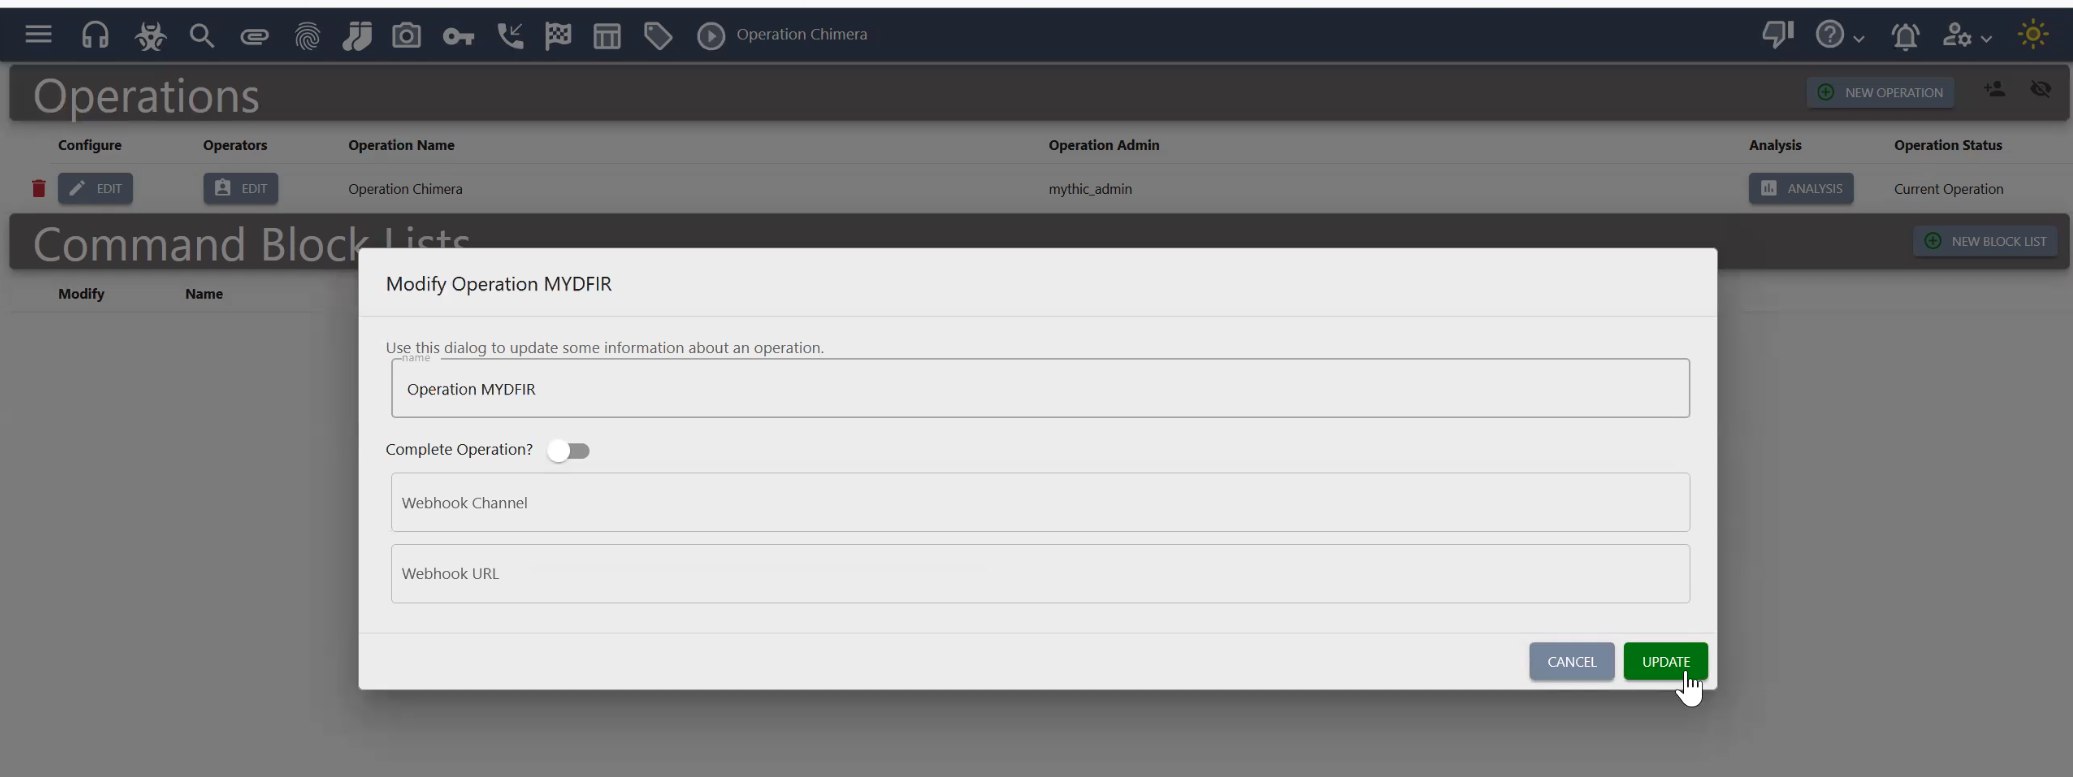 Operation Chimera
Operations
NEW OPERATION
Configure Operators Operation Name Operation Admin Analysis Operation Status
EDIT EDIT Operation Chimera mythic_admin ANALYSIS Current Operation
Command Block Lists
NEW BLOCK LIST
Modify Name
Modify Operation MYDFIR
Use this dialog to update some information about an operation.
name
Operation MYDFIR
Complete Operation?
Webhook Channel
Webhook URL
CANCEL UPDATE